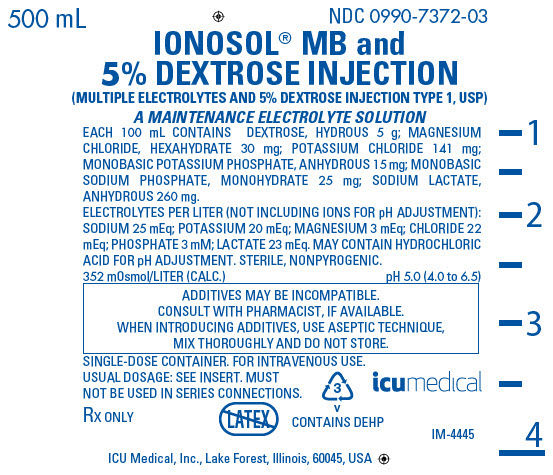 500 mL
NDC 0990-7372-03
IONOSOL® MB and
5% DEXTROSE INJECTION
(MULTIPLE ELECTROLYTES AND 5% DEXTROSE INJECTION TYPE 1, USP)
A MAINTENANCE ELECTROLYTE SOLUTION
EACH 100 mL CONTAINS DEXTROSE, HYDROUS 5 g; MAGNESIUM
CHLORIDE, HEXAHYDRATE 30 mg; POTASSIUM CHLORIDE 141 mg;
MONOBASIC POTASSIUM PHOSPHATE, ANHYDROUS 15 mg; MONOBASIC
SODIUM PHOSPHATE, MONOHYDRATE 25 mg; SODIUM LACTATE,
ANHYDROUS 260 mg.
ELECTROLYTES PER LITER (NOT INCLUDING IONS FOR pH ADJUSTMENT):
SODIUM 25 mEq; POTASSIUM 20 mEq; MAGNESIUM 3 mEq; CHLORIDE 22
mEq; PHOSPHATE 3 mM; LACTATE 23 mEq. MAY CONTAIN HYDROCHLORIC
ACID FOR pH ADJUSTMENT. STERILE, NONPYROGENIC.
352 mOsmol/LITER (CALC.) pH 5.0 (4.0 to 6.5)
ADDITIVES MAY BE INCOMPATIBLE.
CONSULT WITH PHARMACIST, IF AVAILABLE.
WHEN INTRODUCING ADDITIVES, USE ASEPTIC TECHNIQUE,
MIX THOROUGHLY AND DO NOT STORE.
SINGLE-DOSE CONTAINER. FOR INTRAVENOUS USE.
USUAL DOSAGE: SEE INSERT. MUST
NOT BE USED IN SERIES CONNECTIONS.
3
V
icumedical
RX ONLY
LATEX
CONTAINS DEHP
IM-4445
ICU Medical, Inc., Lake Forest, Illinois, 60045, USA
1
2
3
4